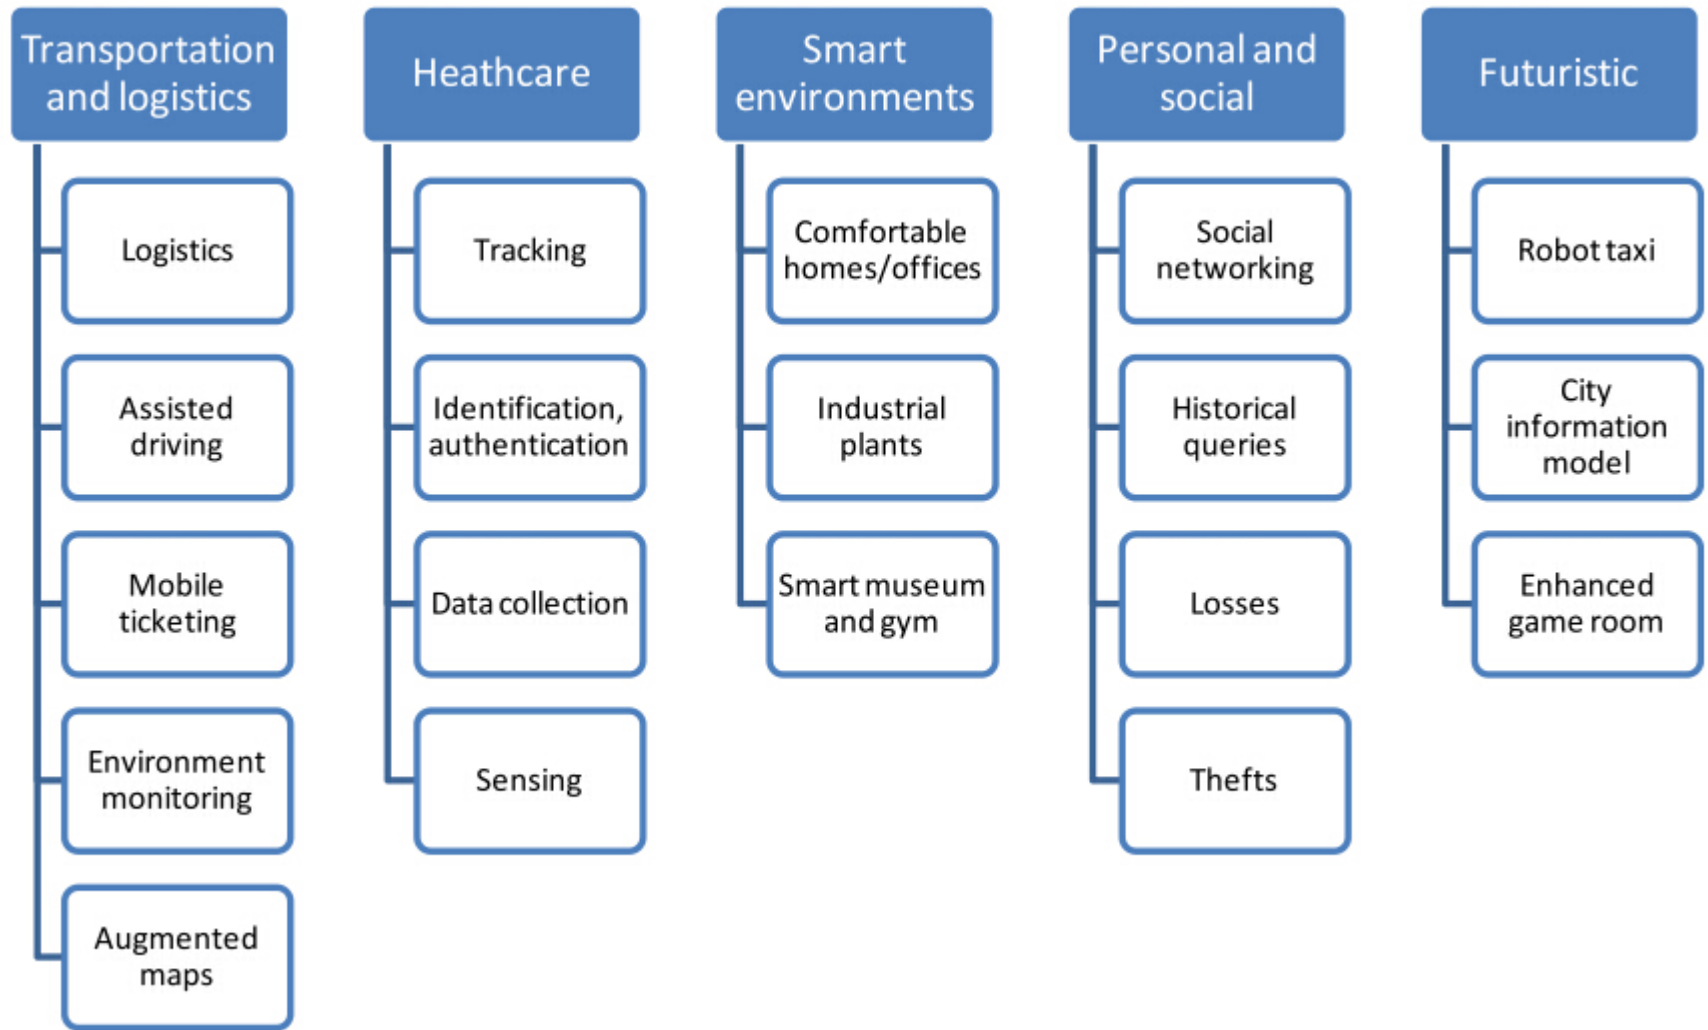 Transportation
and logistics
Logistics
Assisted
driving
Mobile
ticketing
Environment
monitoring
Augmented
maps
Heathcare
Tracking
Identification,
authentication
Data collection
Sensing
Smart
environments
Comfortable
homes/offices
Industrial
plants
Smart museum
and gym
Personal and
social
Social
networking
Historical
queries
Losses
Thefts
Futuristic
Robot taxi
City
information
model
Enhanced
game room